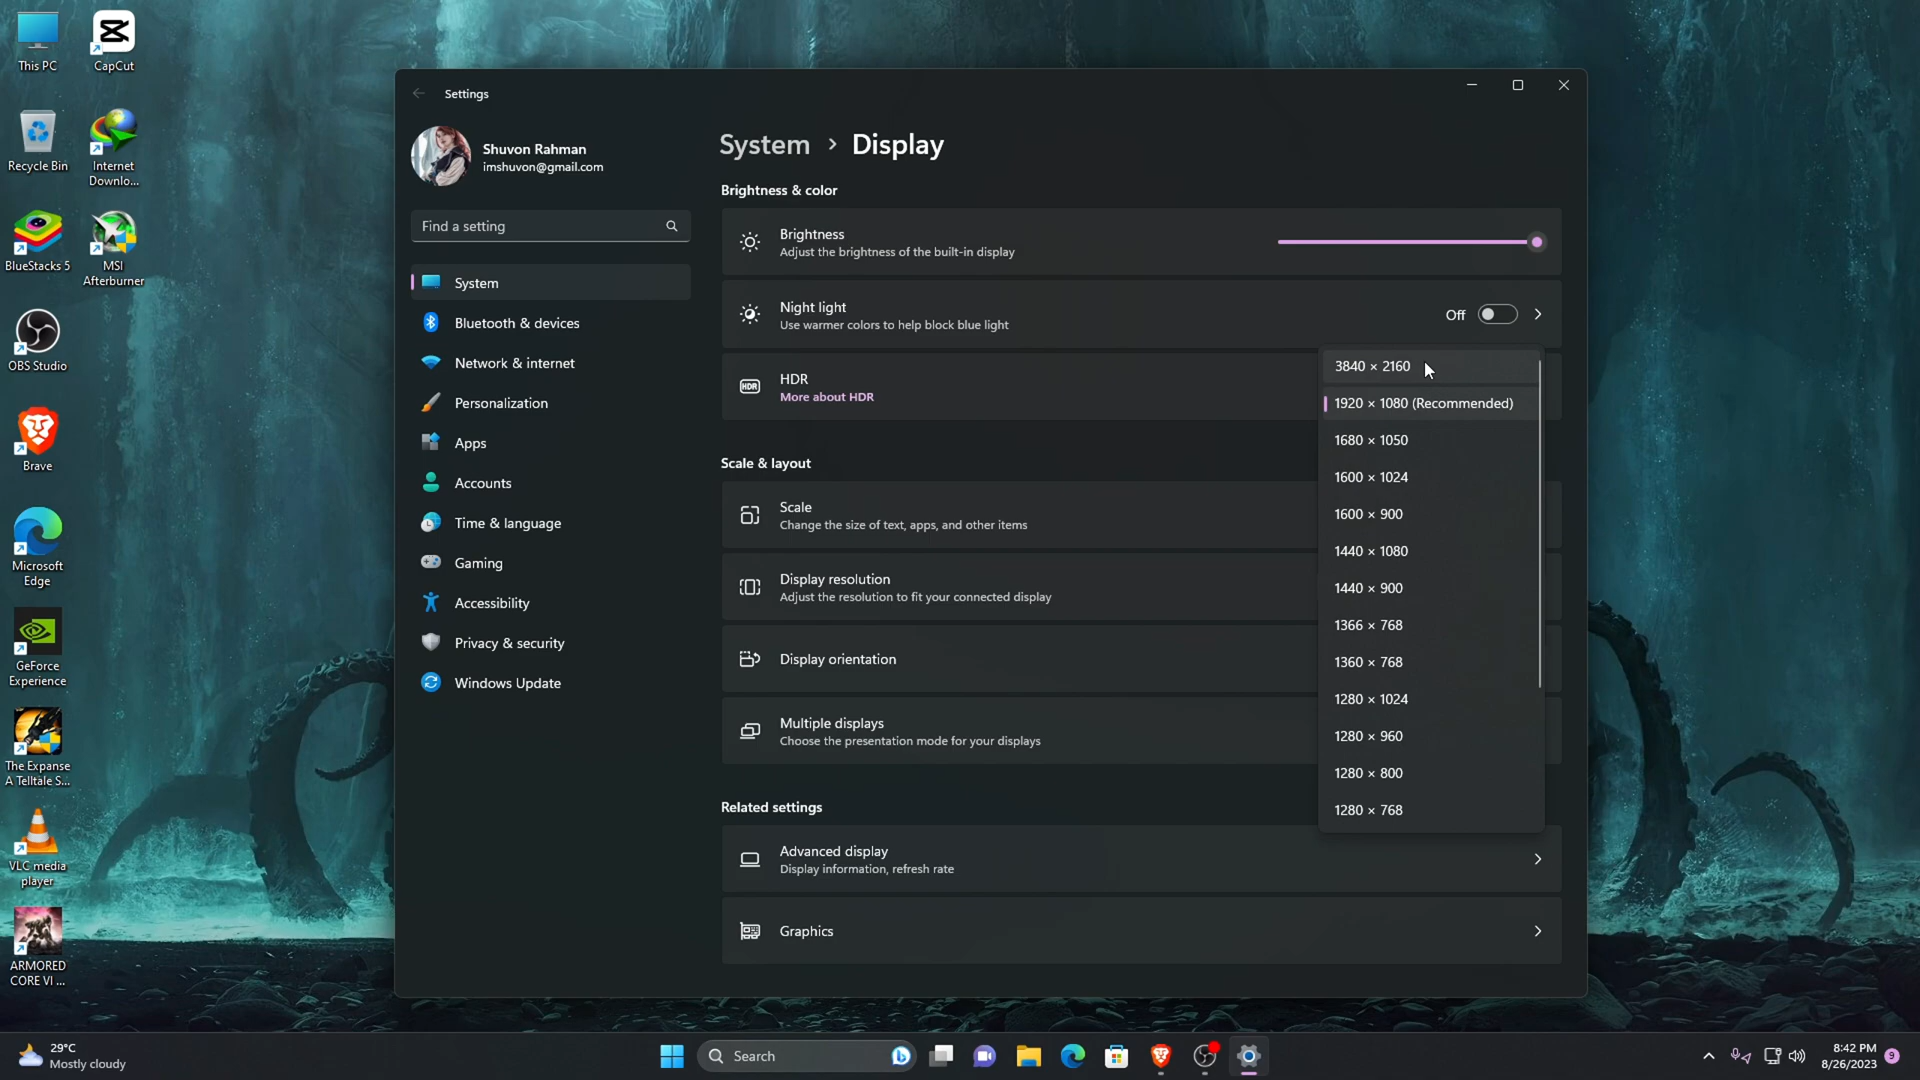 This PC
CapCut
Recycle Bin
Internet
Downlo...
BlueStacks 5
MSI
Afterburner
OBS Studio
Brave
Microsoft
Edge
GeForce
Experience
The Expanse
A Telltale S...
VLC media
player
ARMORED
CORE VI ...
Settings
Shuvon Rahman
imshuvon@gmail.com
Find a setting
System
Bluetooth & devices
Network & internet
Personalization
Apps
Accounts
Time & language
Gaming
Accessibility
Privacy & security
Windows Update
System > Display
Brightness & color
Brightness
Adjust the brightness of the built-in display
Night light
Use warmer colors to help block blue light
Off
HDR
HDR
More about HDR
Scale & layout
Scale
Change the size of text, apps, and other items
Display resolution
Adjust the resolution to fit your connected display
Display orientation
Multiple displays
Choose the presentation mode for your displays
Related settings
Advanced display
Display information, refresh rate
Graphics
3840 × 2160
1920 × 1080 (Recommended)
1680 × 1050
1600 × 1024
1600 × 900
1440 × 1080
1440 × 900
1366 × 768
1360 × 768
1280 × 1024
1280 × 960
1280 × 800
1280 × 768
29°C
Mostly cloudy
Search
8:42 PM
8/26/2023
9